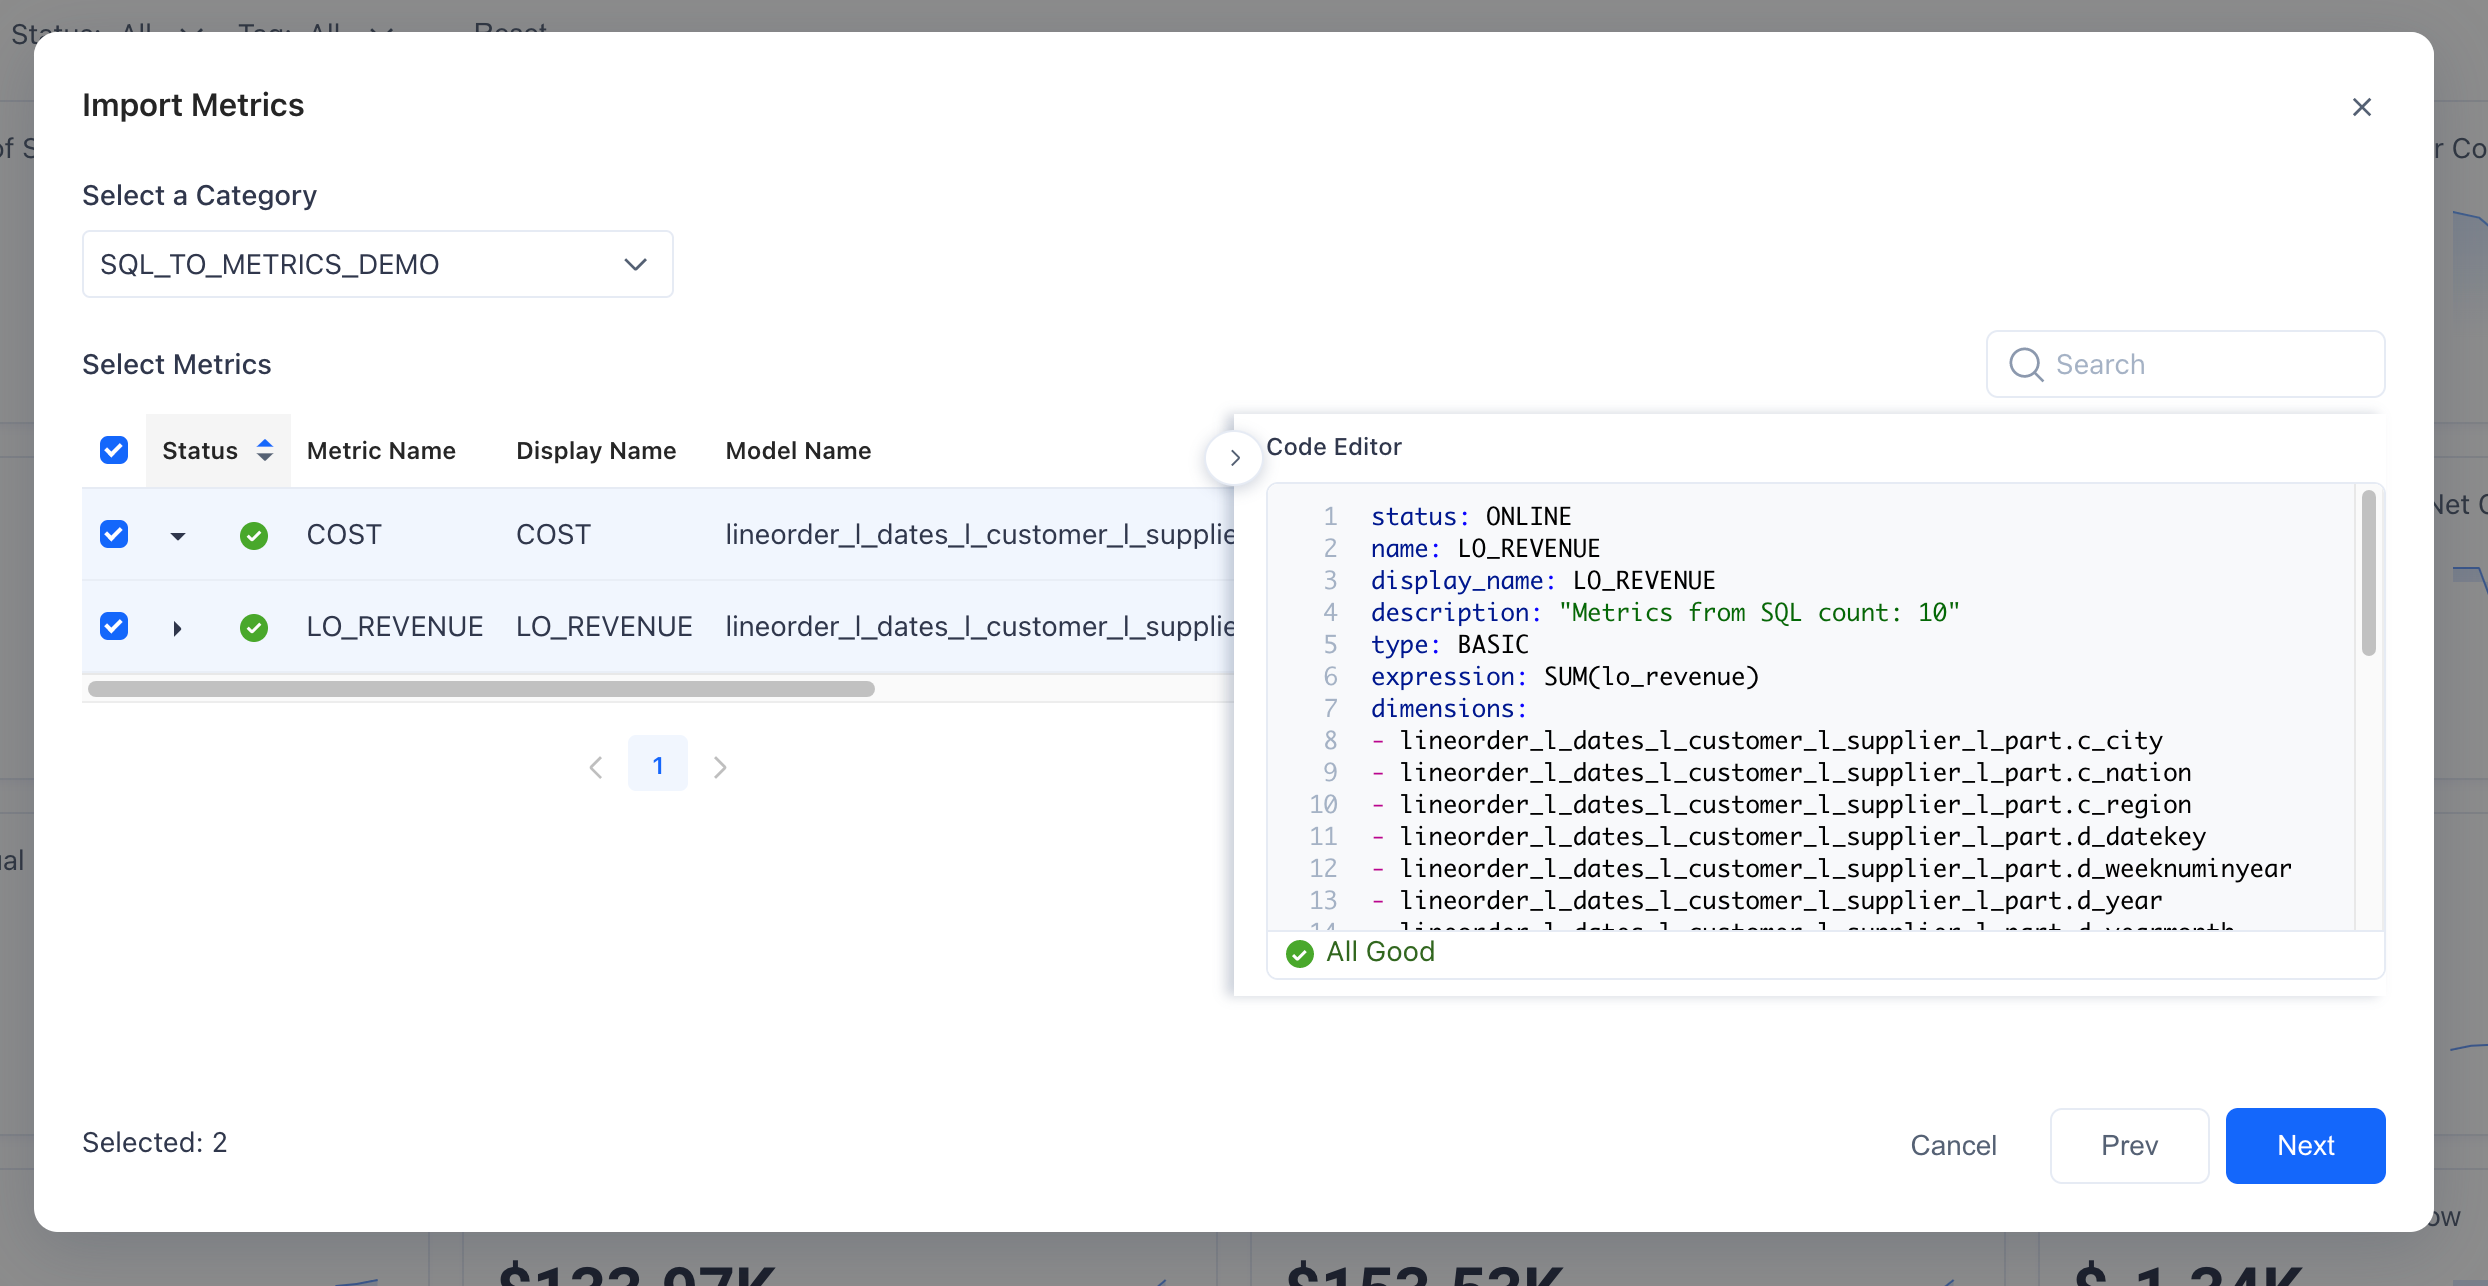 Import Metrics
Select a Category
SQL_TO_METRICS_DEMO
Select Metrics
Search
Status Metric Name Display Name Model Name
COST COST lineorder_l_dates_l_customer_l_supplie
LO_REVENUE LO_REVENUE lineorder_l_dates_l_customer_l_supplie
1
Code Editor
1 status: ONLINE
2 name: LO_REVENUE
3 display_name: LO_REVENUE
4 description: "Metrics from SQL count: 10"
5 type: BASIC
6 expression: SUM(lo_revenue)
7 dimensions:
8 - lineorder_l_dates_l_customer_l_supplier_l_part.c_city
9 - lineorder_l_dates_l_customer_l_supplier_l_part.c_nation
10 - lineorder_l_dates_l_customer_l_supplier_l_part.c_region
11 - lineorder_l_dates_l_customer_l_supplier_l_part.d_datekey
12 - lineorder_l_dates_l_customer_l_supplier_l_part.d_weeknuminyear
13 - lineorder_l_dates_l_customer_l_supplier_l_part.d_year
14 - lineorder_l_dates_l_customer_l_supplier_l_part.d_yearmonth
All Good
Selected: 2
Cancel
Prev
Next